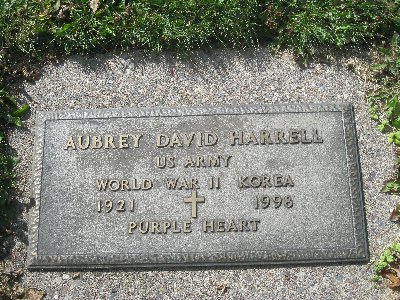 AUBREY DAVID HARRELL
US ARMY
WORLD WAR II KOREA
1921 1998
PURPLE HEART